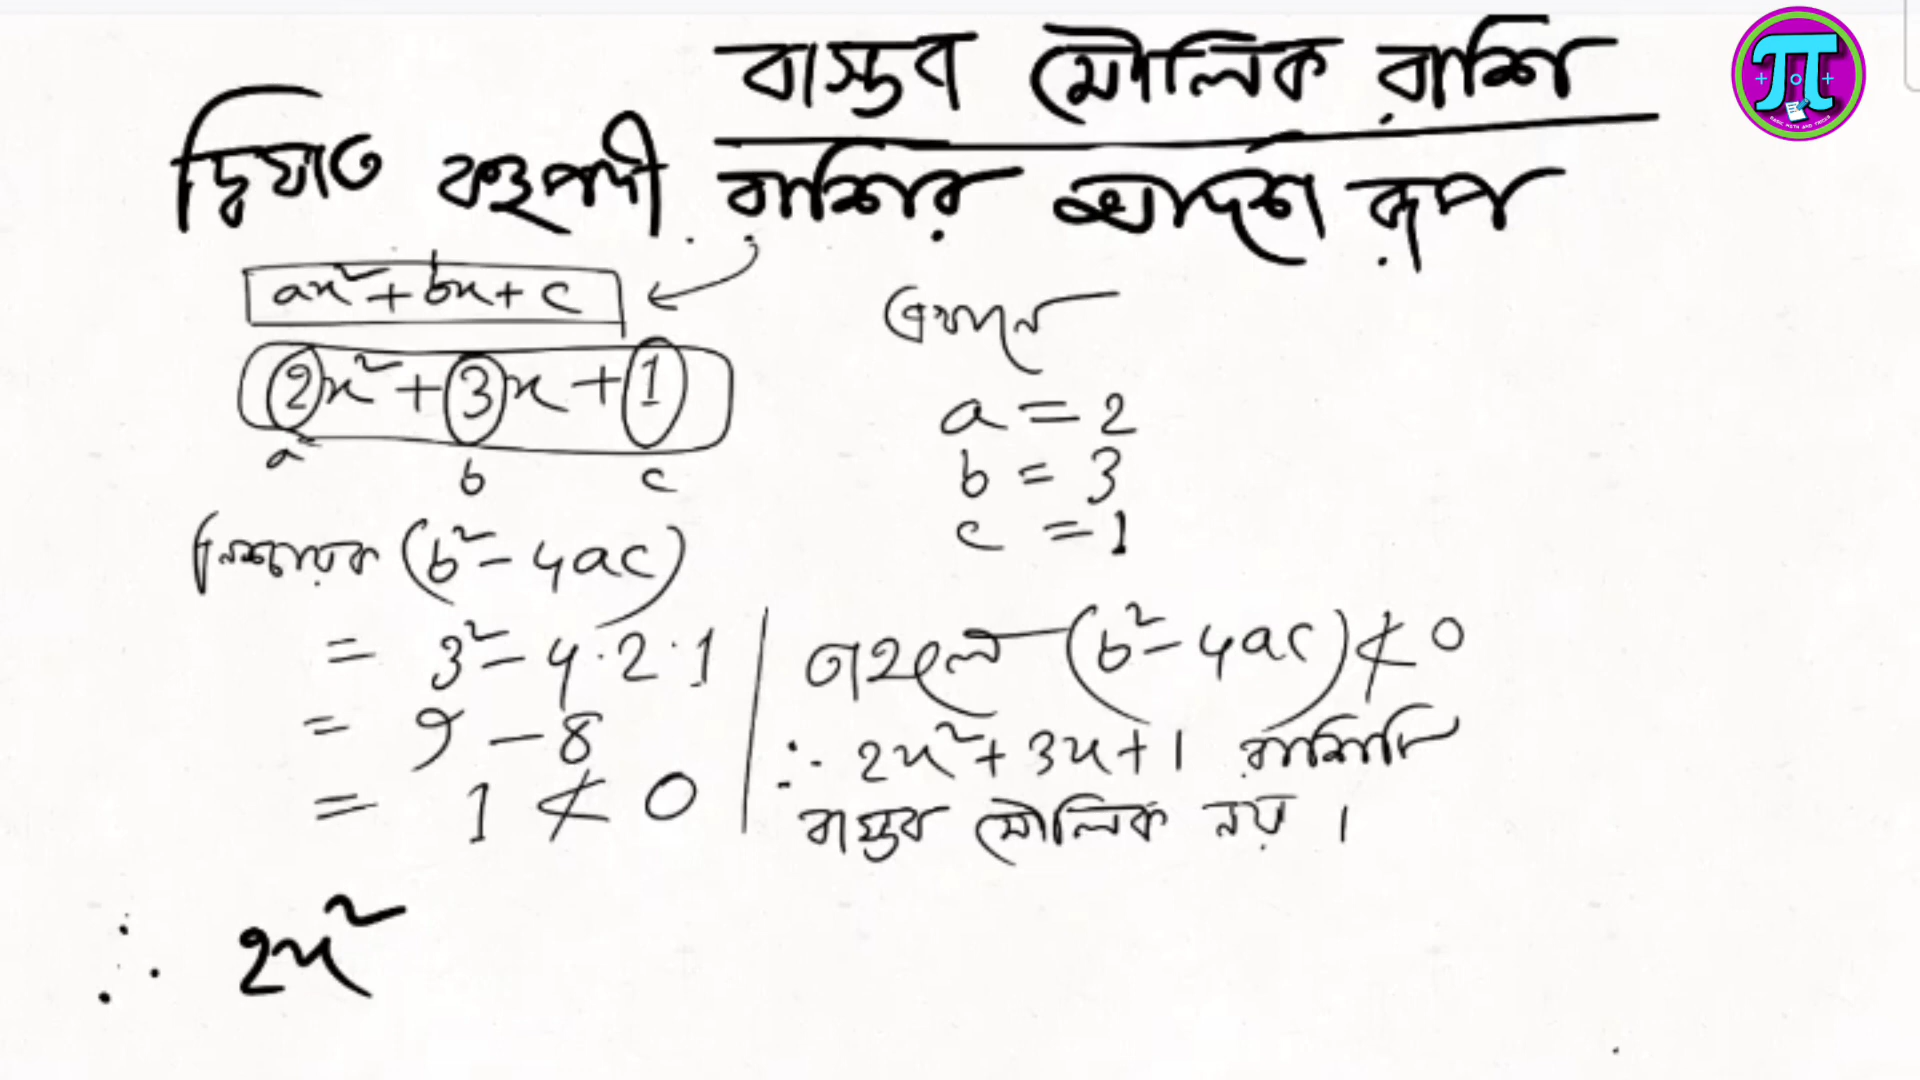 বাস্তব মৌলিক রাশি
দ্বিঘাত বহুপদী রাশির আদর্শ রূপ
ax² + bx + c
2x² + 3x + 1
a b c
এখানে
a = 2
b = 3
c = 1
নিশ্চায়ক (b² - 4ac)
= 3² - 4·2·1
= 9 - 8
= 1 ≮ 0
তাহলে (b² - 4ac) ≮ 0
∴ 2x² + 3x + 1 রাশিটি
বাস্তব মৌলিক নয়।
∴ 2x²